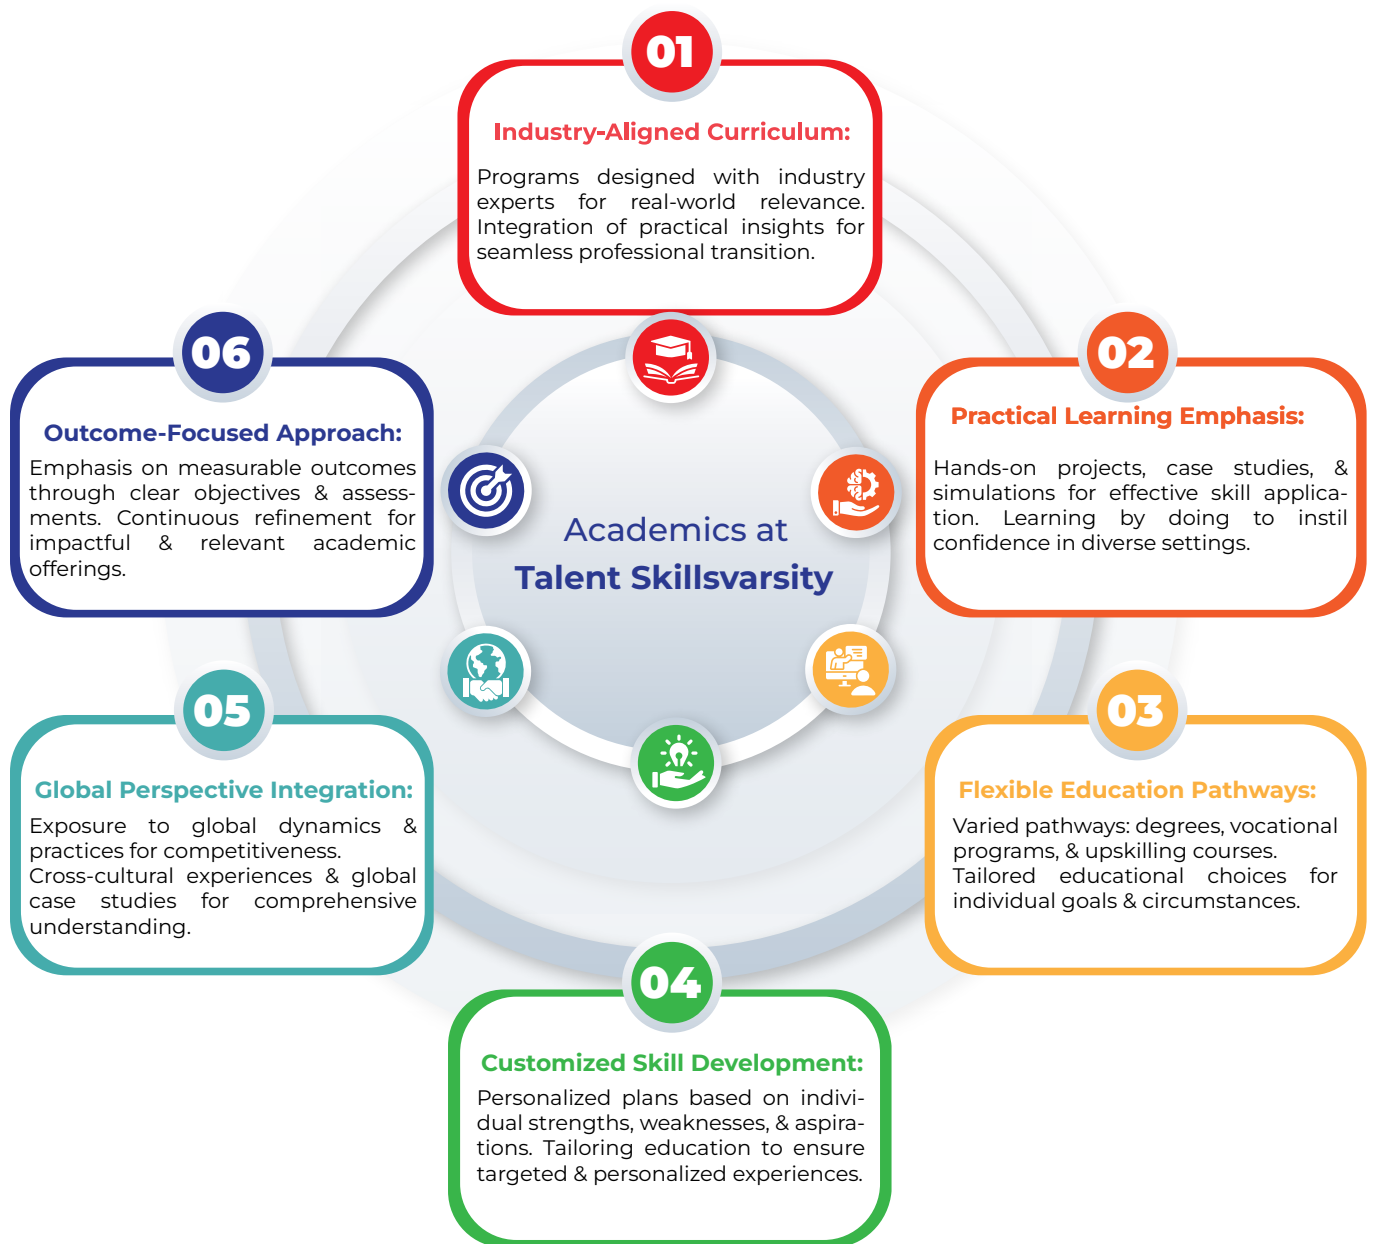 Academics at
Talent Skillsvarsity
01
Industry-Aligned Curriculum:
Programs designed with industry
experts for real-world relevance.
Integration of practical insights for
seamless professional transition.
02
Practical Learning Emphasis:
Hands-on projects, case studies, &
simulations for effective skill applica-
tion. Learning by doing to instil
confidence in diverse settings.
03
Flexible Education Pathways:
Varied pathways: degrees, vocational
programs, & upskilling courses.
Tailored educational choices for
individual goals & circumstances.
04
Customized Skill Development:
Personalized plans based on indivi-
dual strengths, weaknesses, & aspira-
tions. Tailoring education to ensure
targeted & personalized experiences.
05
Global Perspective Integration:
Exposure to global dynamics &
practices for competitiveness.
Cross-cultural experiences & global
case studies for comprehensive
understanding.
06
Outcome-Focused Approach:
Emphasis on measurable outcomes
through clear objectives & assess-
ments. Continuous refinement for
impactful & relevant academic
offerings.